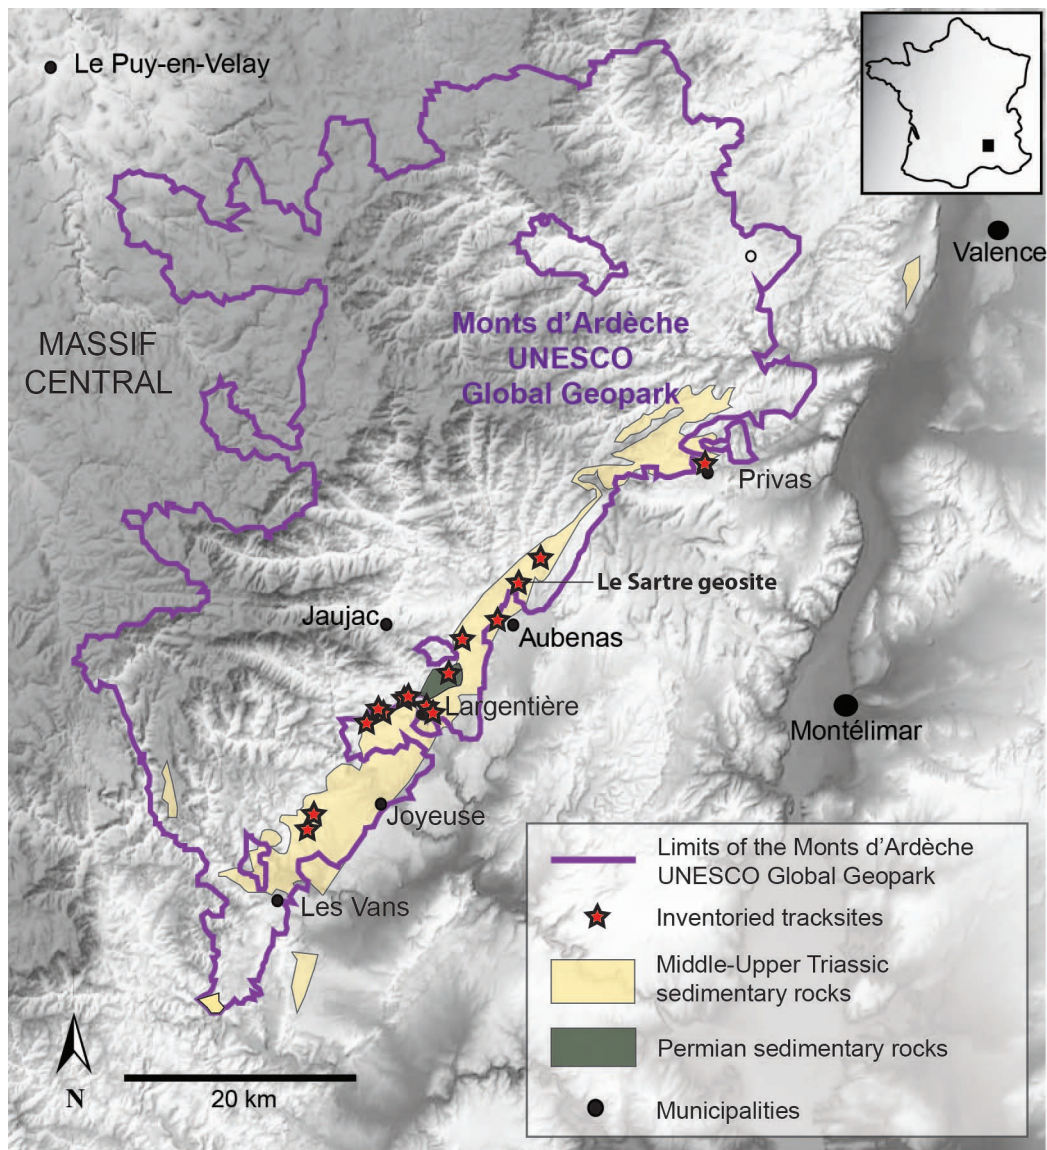 Le Puy-en-Velay
Valence
Monts d’Ardèche
UNESCO
Global Geopark
MASSIF
CENTRAL
Privas
Le Sartre geosite
Jaujac
Aubenas
Largentière
Montélimar
Joyeuse
Les Vans
Limits of the Monts d’Ardèche
UNESCO Global Geopark
Inventoried tracksites
Middle-Upper Triassic
sedimentary rocks
Permian sedimentary rocks
Municipalities
N
20 km